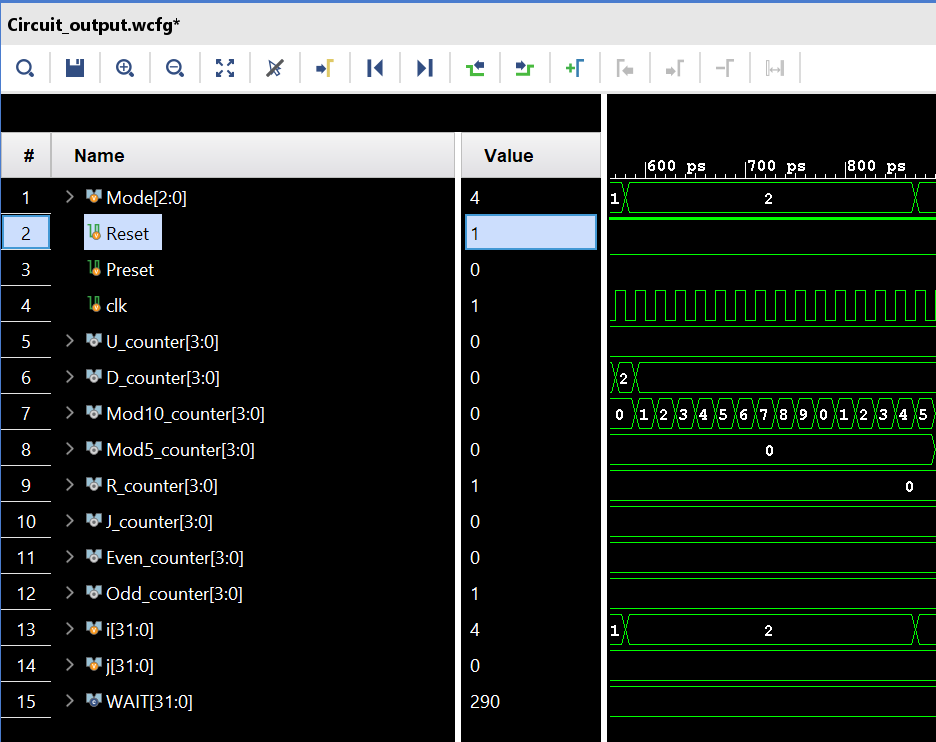 Circuit_output.wcfg*
# Name Value
600 ps 700 ps 800 ps
1 Mode[2:0] 4 1 2
2 Reset 1
3 Preset 0
4 clk 1
5 U_counter[3:0] 0
6 D_counter[3:0] 0 2
7 Mod10_counter[3:0] 0 0 1 2 3 4 5 6 7 8 9 0 1 2 3 4 5
8 Mod5_counter[3:0] 0 0
9 R_counter[3:0] 1 0
10 J_counter[3:0] 0
11 Even_counter[3:0] 0
12 Odd_counter[3:0] 1
13 i[31:0] 4 1 2
14 j[31:0] 0
15 WAIT[31:0] 290